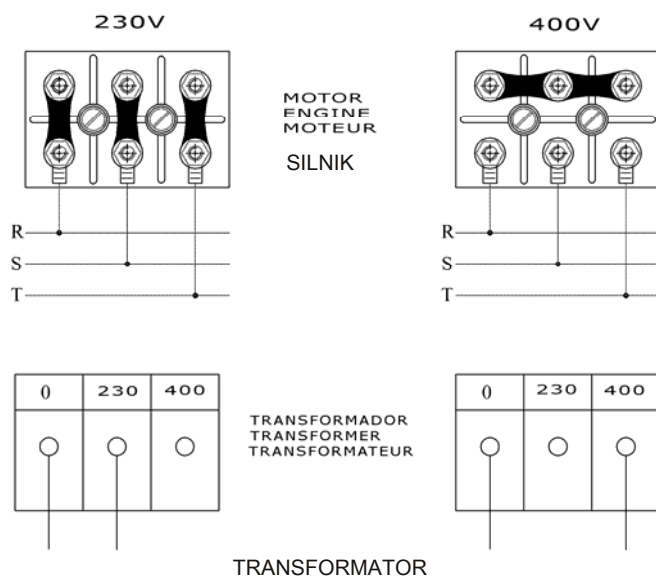 230V
400V
MOTOR
ENGINE
MOTEUR
SILNIK
R
S
T
R
S
T
0 230 400
0 230 400
TRANSFORMADOR
TRANSFORMER
TRANSFORMATEUR
TRANSFORMATOR